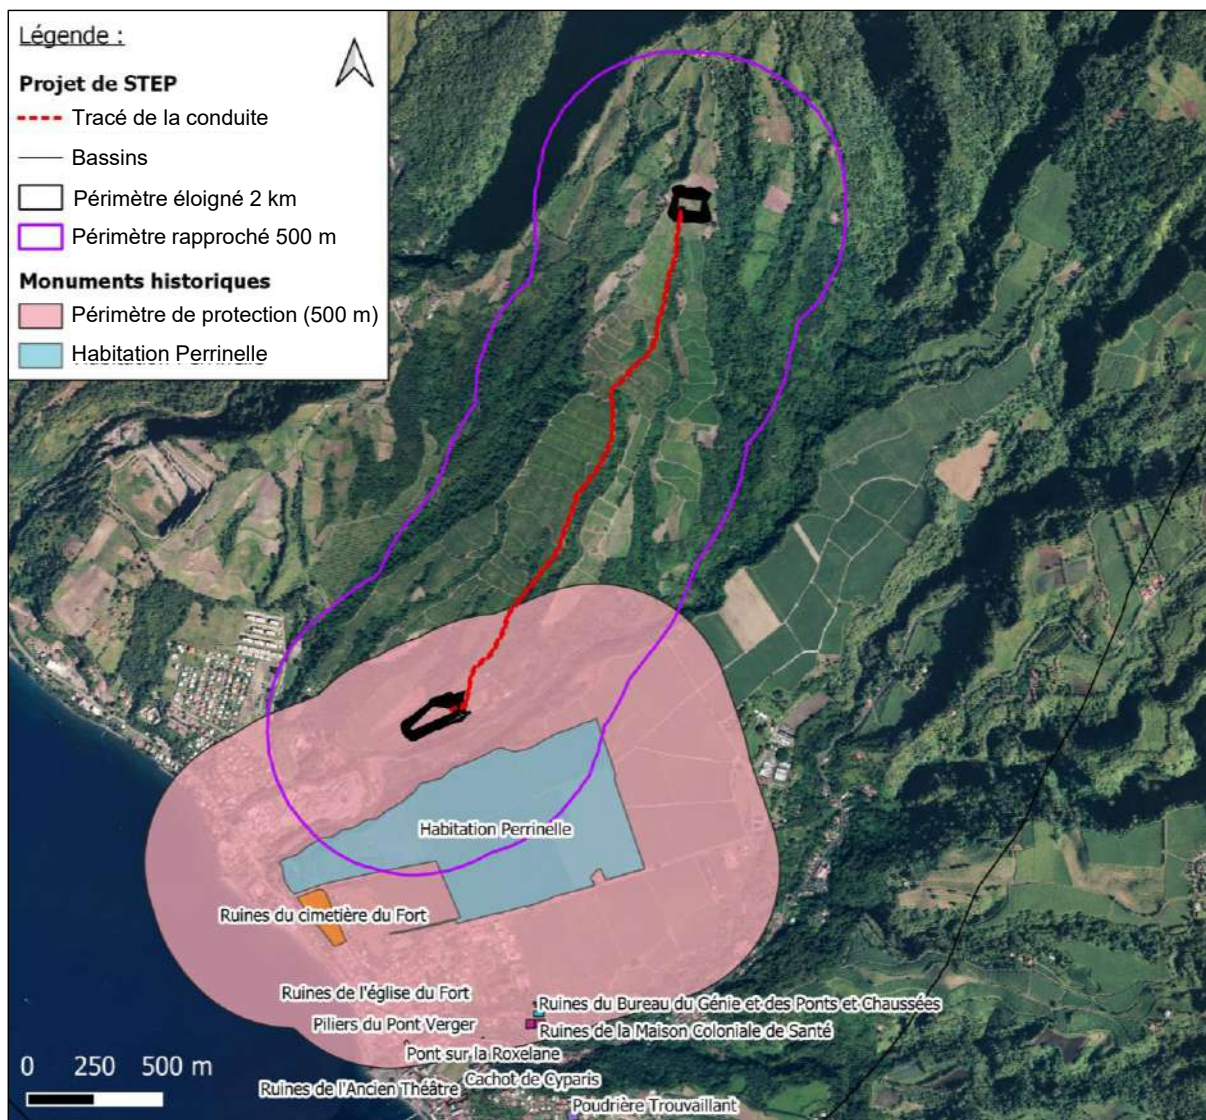 Légende :
Projet de STEP
Tracé de la conduite
Bassins
Périmètre éloigné 2 km
Périmètre rapproché 500 m
Monuments historiques
Périmètre de protection (500 m)
Habitation Perrinelle
Habitation Perrinelle
Ruines du cimetière du Fort
Ruines de l'église du Fort
Ruines du Bureau du Génie et des Ponts et Chaussées
Piliers du Pont Verger
Ruines de la Maison Coloniale de Santé
Pont sur la Roxelane
Cachot de Cyparis
Ruines de l'Ancien Théâtre
Poudrière Trouvaillant
0 250 500 m